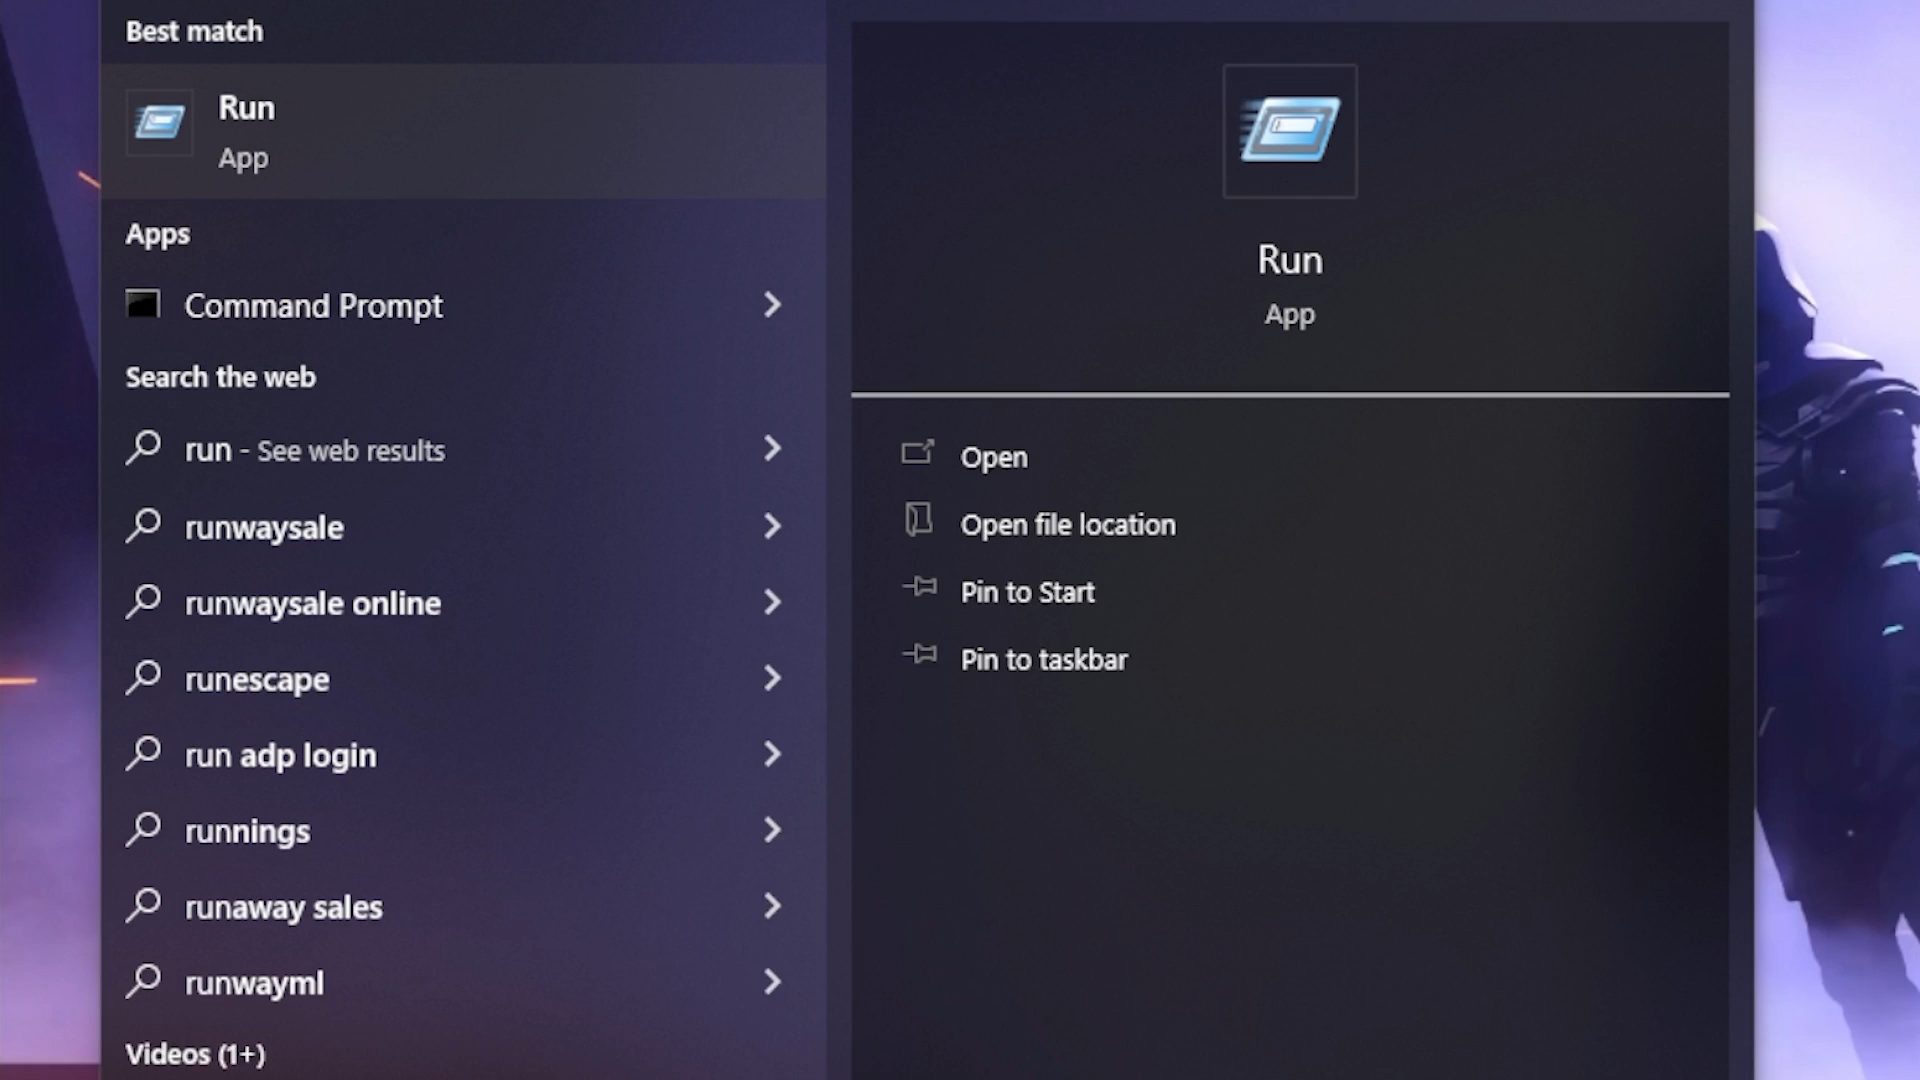 Best match
Run
App
Apps
Command Prompt
Search the web
run - See web results
runwaysale
runwaysale online
runescape
run adp login
runnings
runaway sales
runwayml
Videos (1+)
Run
App
Open
Open file location
Pin to Start
Pin to taskbar